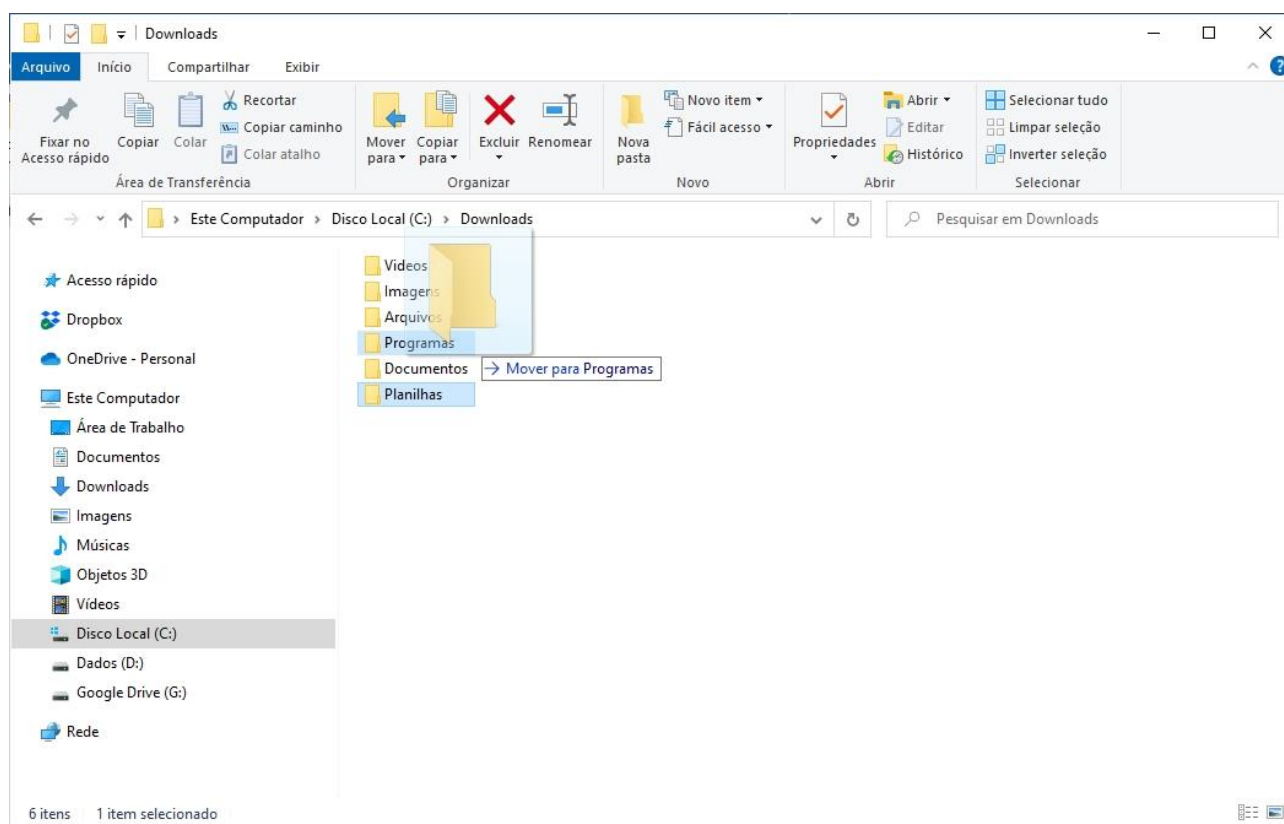 Downloads
Arquivo Início Compartilhar Exibir
Fixar no
Acesso rápido
Copiar
Colar
Recortar
Copiar caminho
Colar atalho
Área de Transferência
Mover
para
Copiar
para
Excluir
Renomear
Organizar
Nova
pasta
Novo item
Fácil acesso
Novo
Propriedades
Abrir
Editar
Histórico
Abrir
Selecionar tudo
Limpar seleção
Inverter seleção
Selecionar
Este Computador > Disco Local (C:) > Downloads
Pesquisar em Downloads
Acesso rápido
Dropbox
OneDrive - Personal
Este Computador
Área de Trabalho
Documentos
Downloads
Imagens
Músicas
Objetos 3D
Vídeos
Disco Local (C:)
Dados (D:)
Google Drive (G:)
Rede
Videos
Imagens
Arquivos
Programas
Documentos
Mover para Programas
Planilhas
6 itens 1 item selecionado